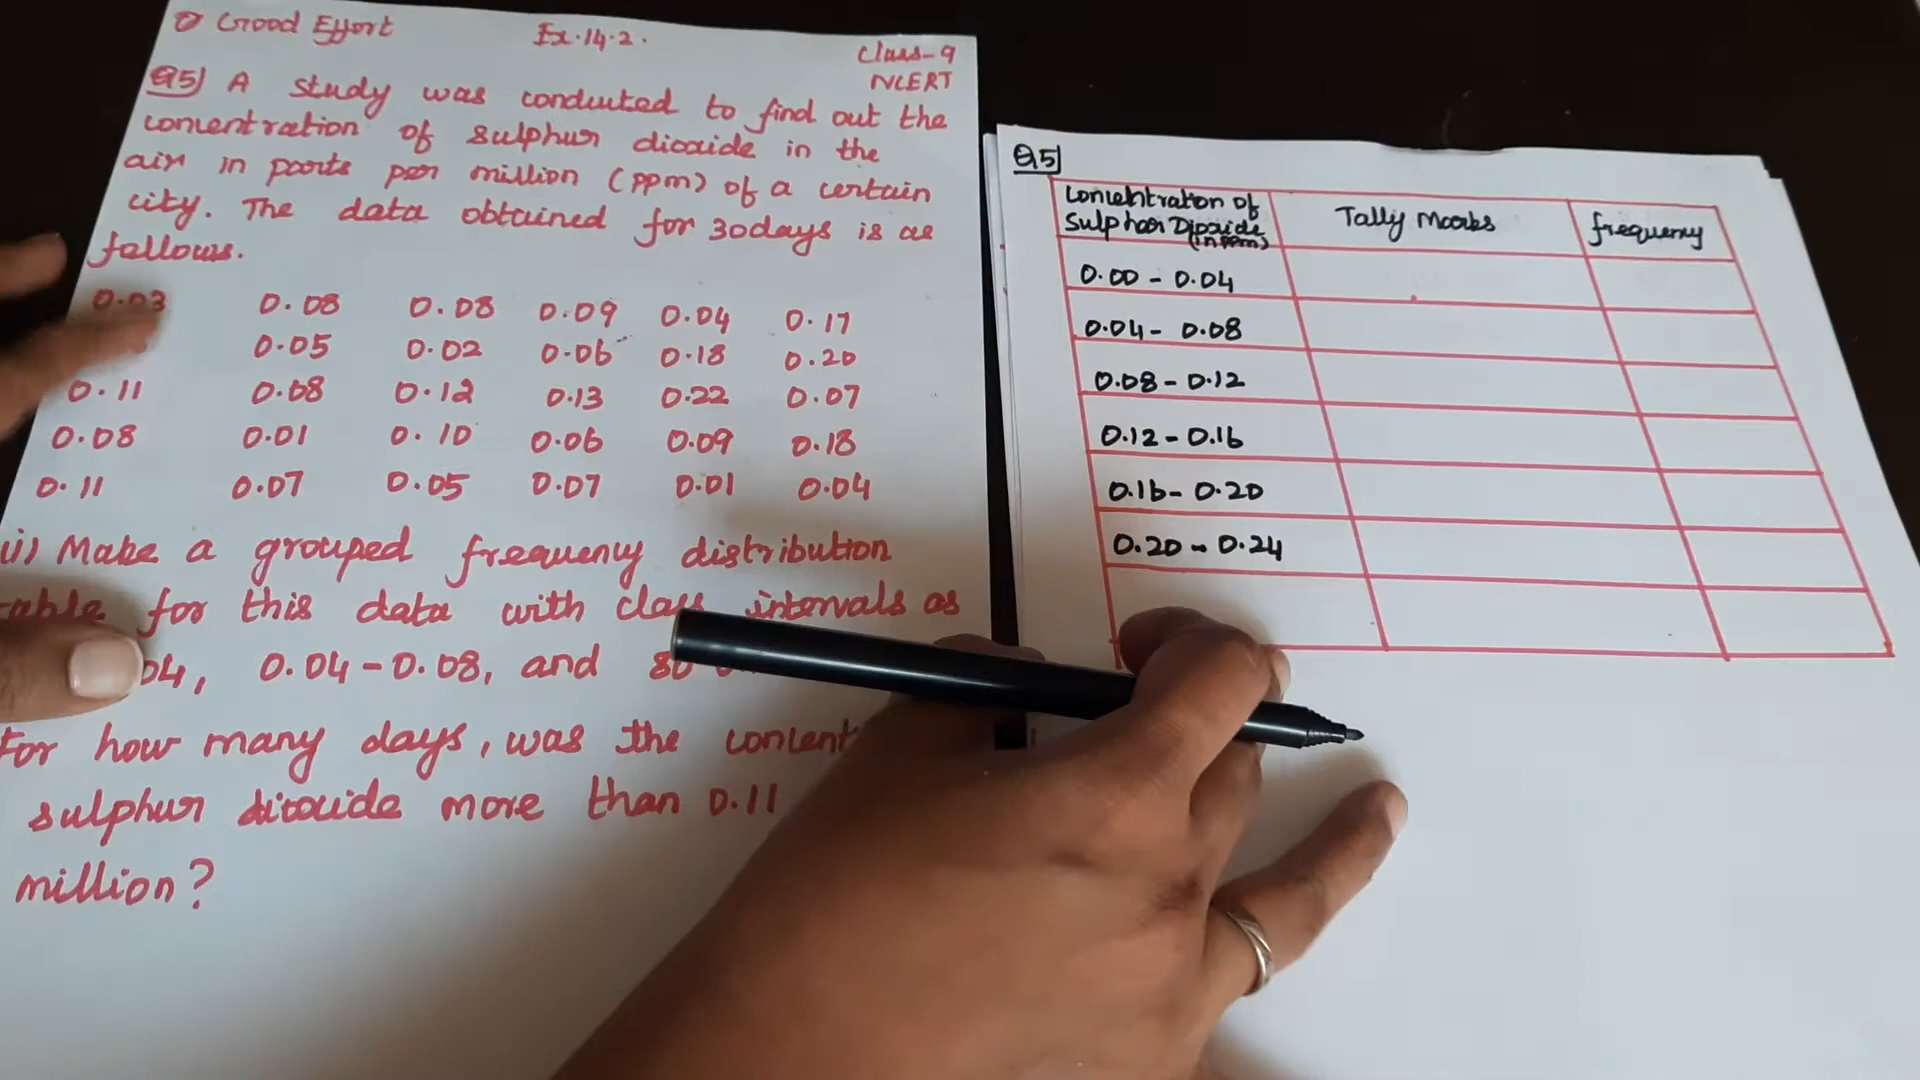 Good Effort Ex.14.2.
Class-9
NCERT
Q5) A study was conducted to find out the
concentration of sulphur dioxide in the
air in parts per million (ppm) of a certain
city. The data obtained for 30days is as
follows.
0.03 0.08 0.08 0.09 0.04 0.17
0.05 0.02 0.06 0.18 0.20
0.11 0.08 0.12 0.13 0.22 0.07
0.08 0.01 0.10 0.06 0.09 0.18
0.11 0.07 0.05 0.07 0.01 0.04
i) Make a grouped frequency distribution
table for this data with class intervals as
04, 0.04-0.08, and so
For how many days, was the concent
sulphur dioxide more than 0.11
million?
Q5)
Concentration of Tally Marks frequency
Sulphur Dioxide
(in ppm)
0.00 - 0.04
0.04 - 0.08
0.08 - 0.12
0.12 - 0.16
0.16 - 0.20
0.20 - 0.24